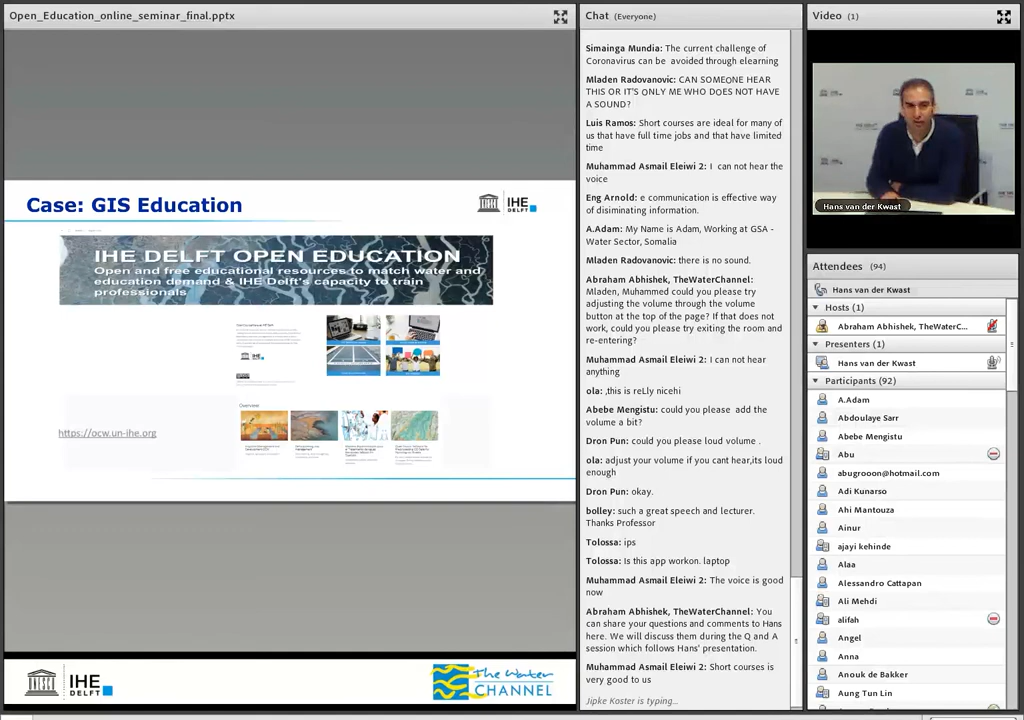 Open_Education_online_seminar_final.pptx
Case: GIS Education
IHE
DELFT
IHE DELFT OPEN EDUCATION
Open and free educational resources to match water and
education demand & IHE Delft's capacity to train
professionals
Overview
https://ocw.un-ihe.org
UNESCO
IHE
DELFT
The Water
CHANNEL
Chat (Everyone)
Simainga Mundia: The current challenge of
Coronavirus can be avoided through elearning
Mladen Radovanovic: CAN SOMEONE HEAR
THIS OR IT'S ONLY ME WHO DOES NOT HAVE
A SOUND?
Luis Ramos: Short courses are ideal for many of
us that have full time jobs and that have limited
time
Muhammad Asmail Eleiwi 2: I can not hear the
voice
Eng Arnold: e communication is effective way
of disiminating information.
A.Adam: My Name is Adam, Working at GSA -
Water Sector, Somalia
Mladen Radovanovic: there is no sound.
Abraham Abhishek, TheWaterChannel:
Mladen, Muhammed could you please try
adjusting the volume through the volume
button at the top of the page? If that does not
work, could you please try exiting the room and
re-entering?
Muhammad Asmail Eleiwi 2: I can not hear
anything
ola: ,this is reLly nicehi
Abebe Mengistu: could you please add the
volume a bit?
Dron Pun: could you please loud volume .
ola: adjust your volume if you cant hear,its loud
enough
Dron Pun: okay.
bolley: such a great speech and lecturer.
Thanks Professor
Tolossa: ips
Tolossa: Is this app workon. laptop
Muhammad Asmail Eleiwi 2: The voice is good
now
Abraham Abhishek, TheWaterChannel: You
can share your questions and comments to Hans
here. We will discuss them during the Q and A
session which follows Hans' presentation.
Muhammad Asmail Eleiwi 2: Short courses is
very good to us
Jipke Koster is typing...
Video (1)
Hans van der Kwast
Attendees (94)
Hans van der Kwast
Hosts (1)
Abraham Abhishek, TheWaterC...
Presenters (1)
Hans van der Kwast
Participants (92)
A.Adam
Abdoulaye Sarr
Abebe Mengistu
Abu
abugrooon@hotmail.com
Adi Kunarso
Ahi Mantouza
Ainur
ajayi kehinde
Alaa
Alessandro Cattapan
Ali Mehdi
alifah
Angel
Anna
Anouk de Bakker
Aung Tun Lin